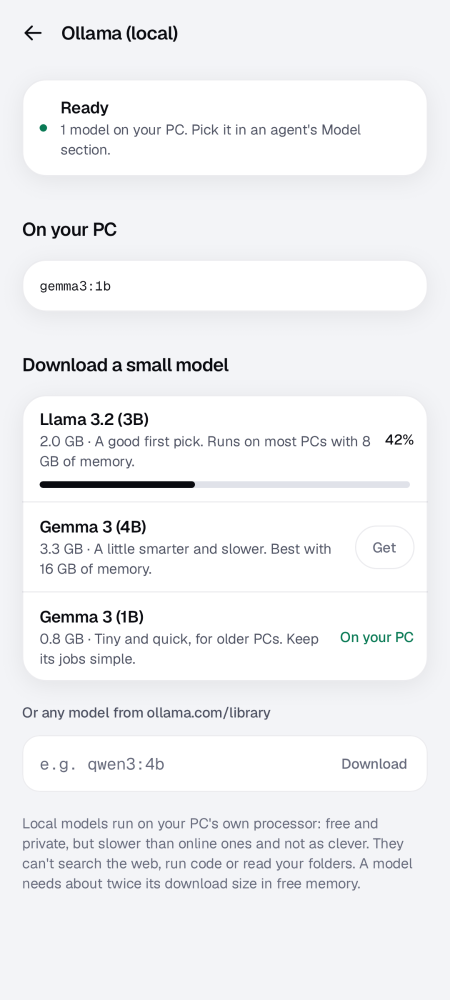 Ollama (local)
Ready
1 model on your PC. Pick it in an agent's Model
section.
On your PC
gemma3:1b
Download a small model
Llama 3.2 (3B)
2.0 GB · A good first pick. Runs on most PCs with 8
GB of memory.
42%
Gemma 3 (4B)
3.3 GB · A little smarter and slower. Best with
16 GB of memory.
Get
Gemma 3 (1B)
0.8 GB · Tiny and quick, for older PCs. Keep
its jobs simple.
On your PC
Or any model from ollama.com/library
e.g. qwen3:4b
Download
Local models run on your PC's own processor: free and
private, but slower than online ones and not as clever. They
can't search the web, run code or read your folders. A model
needs about twice its download size in free memory.